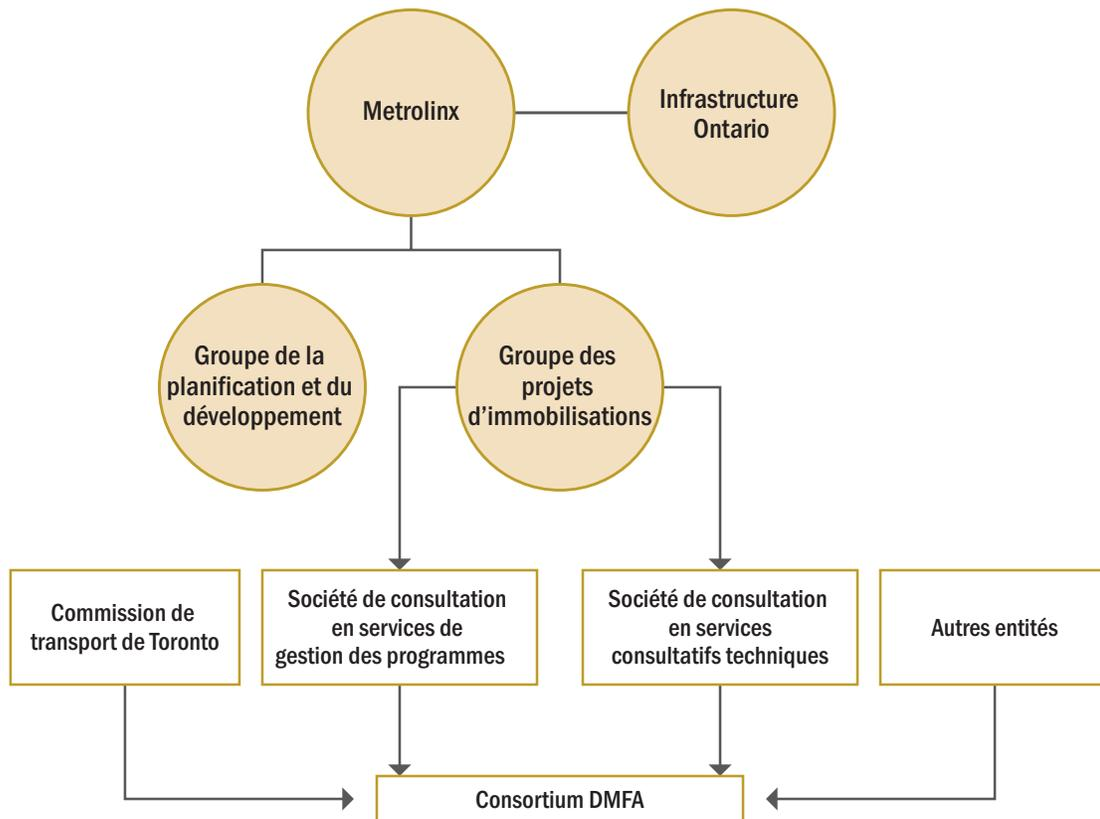 Metrolinx
Infrastructure
Ontario
Groupe de la
planification et du
développement
Groupe des
projets
d’immobilisations
Commission de
transport de Toronto
Société de consultation
en services de
gestion des programmes
Société de consultation
en services
consultatifs techniques
Autres entités
Consortium DMFA